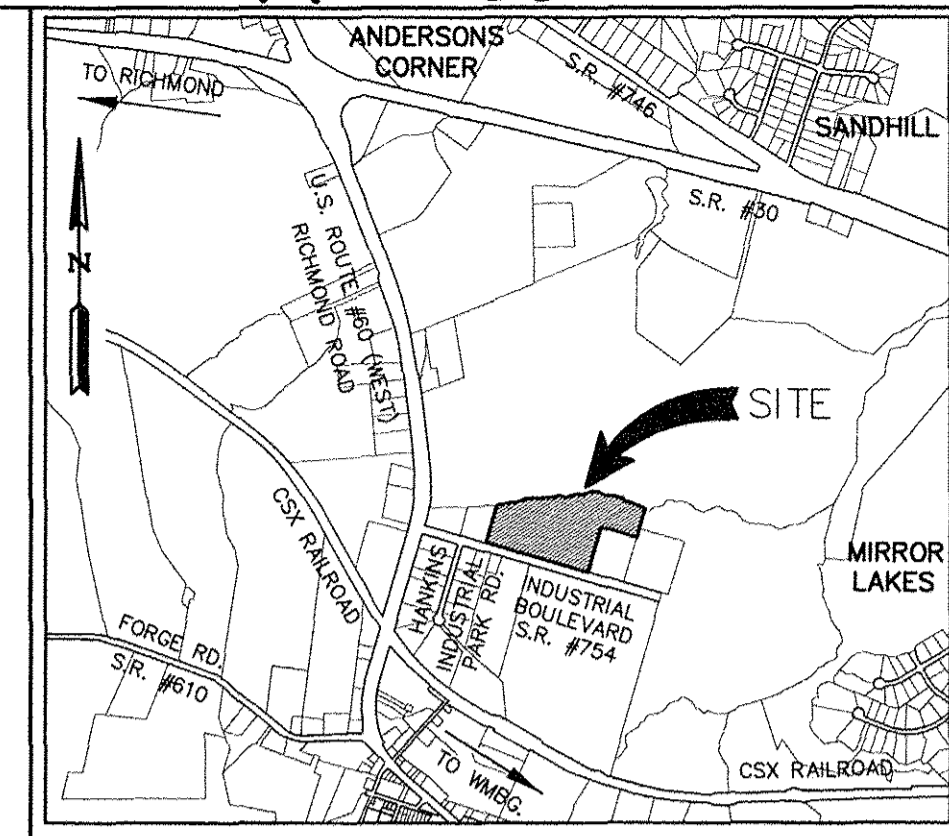 ANDERSONS
CORNER
TO RICHMOND
S.R. #746
SANDHILL
S.R. #30
N
U.S. ROUTE #60 (WEST)
RICHMOND ROAD
SITE
CSX RAILROAD
HANKINS
INDUSTRIAL
PARK RD.
INDUSTRIAL
BOULEVARD
S.R. #754
MIRROR
LAKES
FORGE RD.
S.R. #610
TO WMBG.
CSX RAILROAD